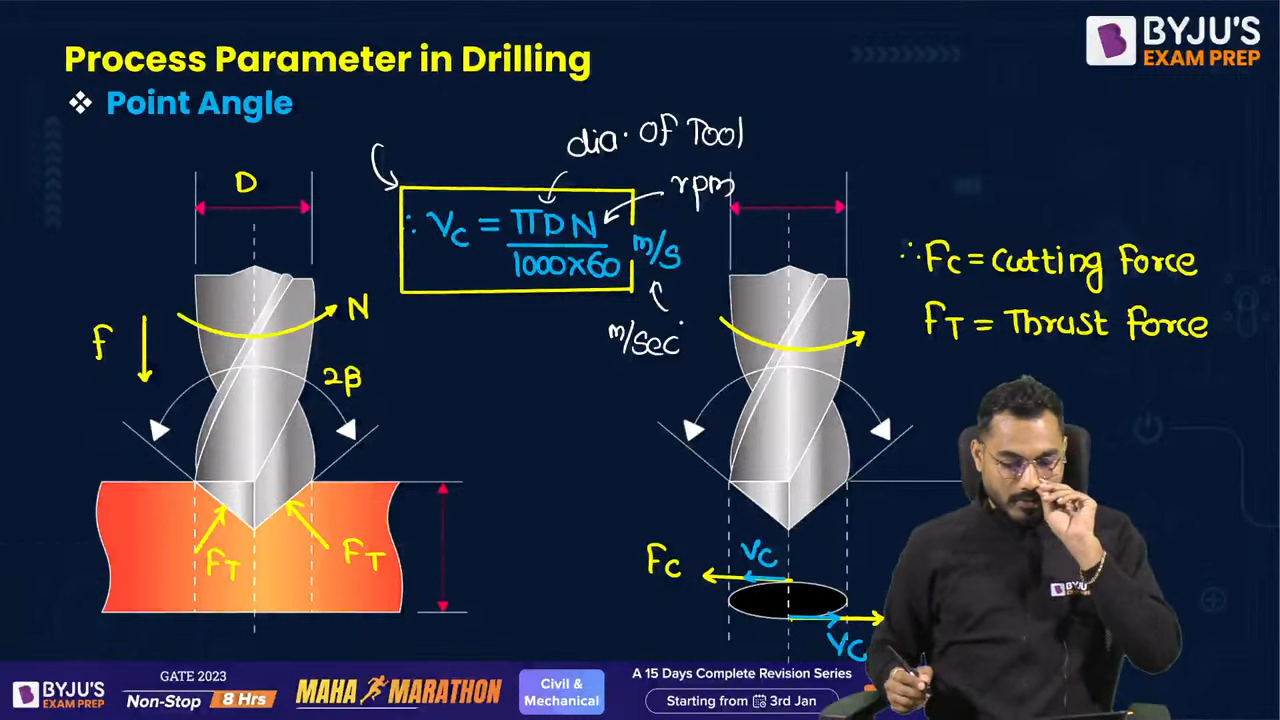 Process Parameter in Drilling
BYJU'S
EXAM PREP
❖ Point Angle
dia. of Tool
D
rpm
∴ Vc = πDN / 1000×60 m/s
m/sec
∴ Fc = Cutting Force
FT = Thrust Force
N
f
2β
FT
FT
Fc
Vc
Vc
BYJU'S
BYJU'S
EXAM PREP
GATE 2023
Non-Stop 8 Hrs
MAHA MARATHON
Civil &
Mechanical
A 15 Days Complete Revision Series
Starting from 3rd Jan